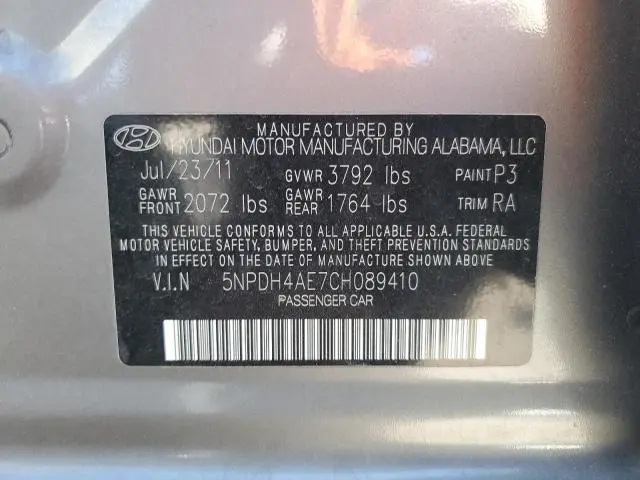 MANUFACTURED BY
HYUNDAI MOTOR MANUFACTURING ALABAMA, LLC
Jul/23/11 GVWR 3792 lbs PAINT P3
GAWR FRONT 2072 lbs GAWR REAR 1764 lbs TRIM RA
THIS VEHICLE CONFORMS TO ALL APPLICABLE U.S.A. FEDERAL
MOTOR VEHICLE SAFETY, BUMPER, AND THEFT PREVENTION STANDARDS
IN EFFECT ON THE DATE OF MANUFACTURE SHOWN ABOVE
V.I.N 5NPDH4AE7CH089410
PASSENGER CAR